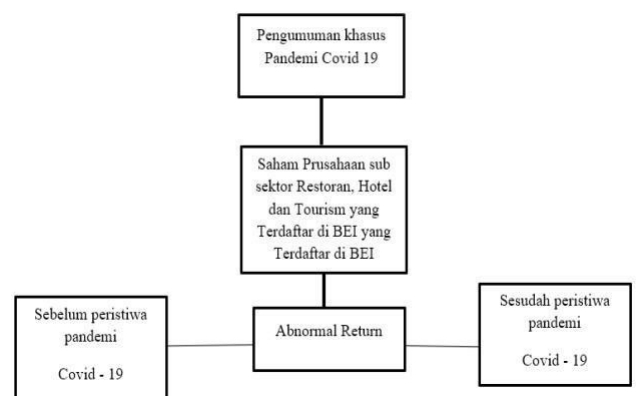 Pengumuman khasus
Pandemi Covid 19
Saham Prusahaan sub
sektor Restoran, Hotel
dan Tourism yang
Terdaftar di BEI yang
Terdaftar di BEI
Sebelum peristiwa
pandemi
Covid - 19
Abnormal Return
Sesudah peristiwa
pandemi
Covid - 19